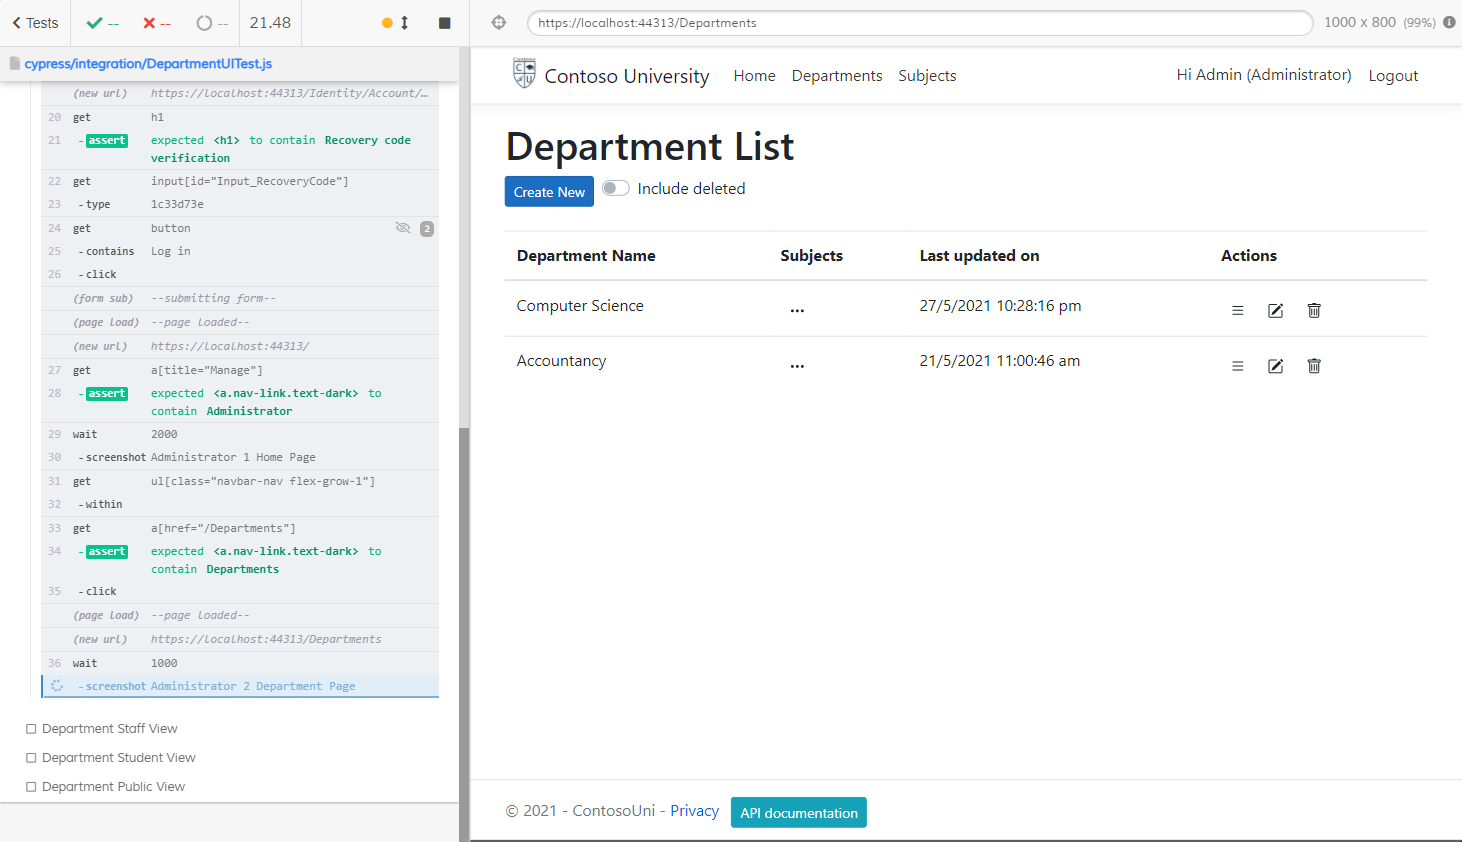 Tests
--
--
--
21.48
https://localhost:44313/Departments
1000 x 800 (99%)
cypress/integration/DepartmentUITest.js
(new url) https://localhost:44313/Identity/Account/…
20 get h1
21 -assert expected <h1> to contain Recovery code
verification
22 get input[id="Input_RecoveryCode"]
23 -type 1c33d73e
24 get button 2
25 -contains Log in
26 -click
(form sub) --submitting form--
(page load) --page loaded--
(new url) https://localhost:44313/
27 get a[title="Manage"]
28 -assert expected <a.nav-link.text-dark> to
contain Administrator
29 wait 2000
30 -screenshot Administrator 1 Home Page
31 get ul[class="navbar-nav flex-grow-1"]
32 -within
33 get a[href="/Departments"]
34 -assert expected <a.nav-link.text-dark> to
contain Departments
35 -click
(page load) --page loaded--
(new url) https://localhost:44313/Departments
36 wait 1000
-screenshot Administrator 2 Department Page
Department Staff View
Department Student View
Department Public View
Contoso University Home Departments Subjects Hi Admin (Administrator) Logout
Department List
Create New Include deleted
Department Name Subjects Last updated on Actions
Computer Science ... 27/5/2021 10:28:16 pm
Accountancy ... 21/5/2021 11:00:46 am
© 2021 - ContosoUni - Privacy API documentation